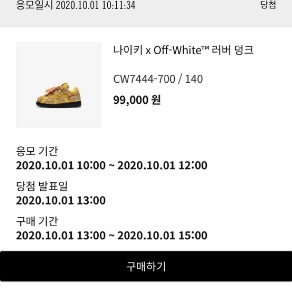 응모일시 2020.10.01 10:11:34 당첨
나이키 x Off-White™ 러버 덩크
CW7444-700 / 140
99,000 원
응모 기간
2020.10.01 10:00 ~ 2020.10.01 12:00
당첨 발표일
2020.10.01 13:00
구매 기간
2020.10.01 13:00 ~ 2020.10.01 15:00
구매하기